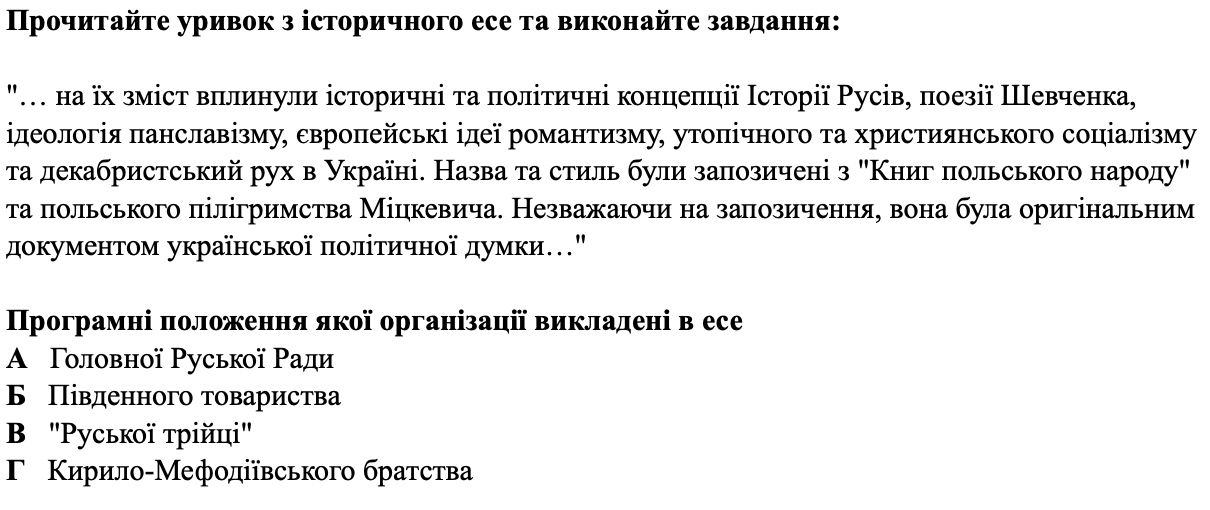 Прочитайте уривок з історичного есе та виконайте завдання:
"… на їх зміст вплинули історичні та політичні концепції Історії Русів, поезії Шевченка,
ідеологія панславізму, європейські ідеї романтизму, утопічного та християнського соціалізму
та декабристський рух в Україні. Назва та стиль були запозичені з "Книг польського народу"
та польського пілігримства Міцкевича. Незважаючи на запозичення, вона була оригінальним
документом української політичної думки…"
Програмні положення якої організації викладені в есе
А Головної Руської Ради
Б Південного товариства
В "Руської трійці"
Г Кирило-Мефодіївського братства